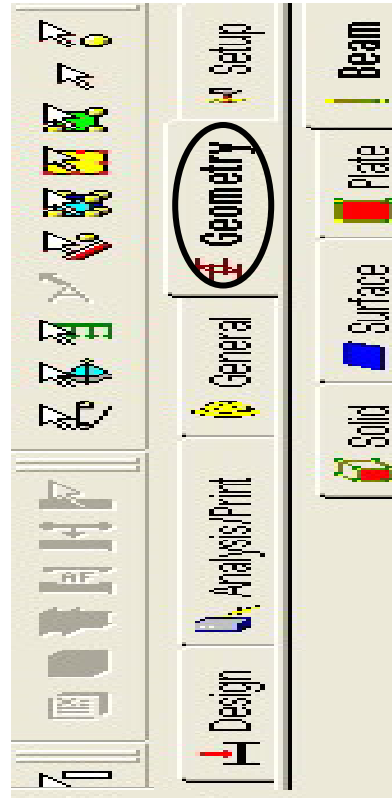 Setup
Geometry
General
Analysis/Print
Design
Beam
Plate
Surface
Solid
AF